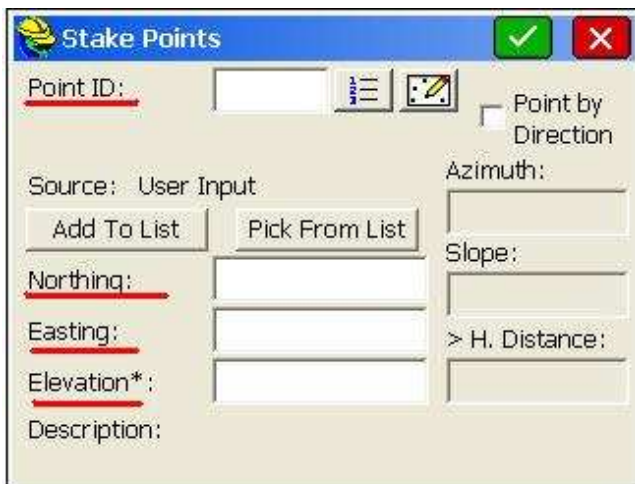 Stake Points
Point ID:
Point by
Direction
Source: User Input
Azimuth:
Add To List
Pick From List
Slope:
Northing:
Easting:
> H. Distance:
Elevation*:
Description: